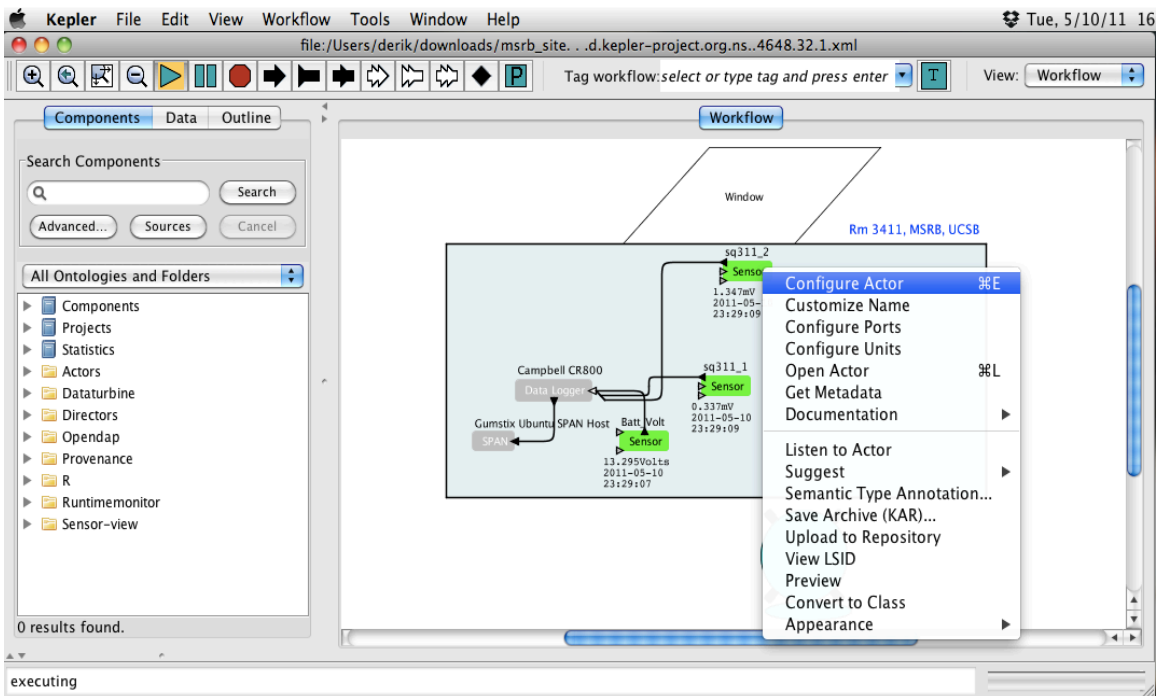 Kepler File Edit View Workflow Tools Window Help Tue, 5/10/11 16
file:/Users/derik/downloads/msrb_site. . .d.kepler-project.org.ns..4648.32.1.xml
P Tag workflow: select or type tag and press enter T View: Workflow
Components Data Outline
Workflow
Search Components
Search
Advanced... Sources Cancel
All Ontologies and Folders
Components
Projects
Statistics
Actors
Dataturbine
Directors
Opendap
Provenance
R
Runtimemonitor
Sensor-view
0 results found.
Window
Rm 3411, MSRB, UCSB
sq311_2
Sensor
1.347mV
2011-05-
23:29:09
Campbell CR800
Data Logger
sq311_1
Sensor
0.337mV
2011-05-10
23:29:09
Gumstix Ubuntu SPAN Host
SPAN
Batt_Volt
Sensor
13.295Volts
2011-05-10
23:29:07
Configure Actor ⌘E
Customize Name
Configure Ports
Configure Units
Open Actor ⌘L
Get Metadata
Documentation
Listen to Actor
Suggest
Semantic Type Annotation...
Save Archive (KAR)...
Upload to Repository
View LSID
Preview
Convert to Class
Appearance
executing